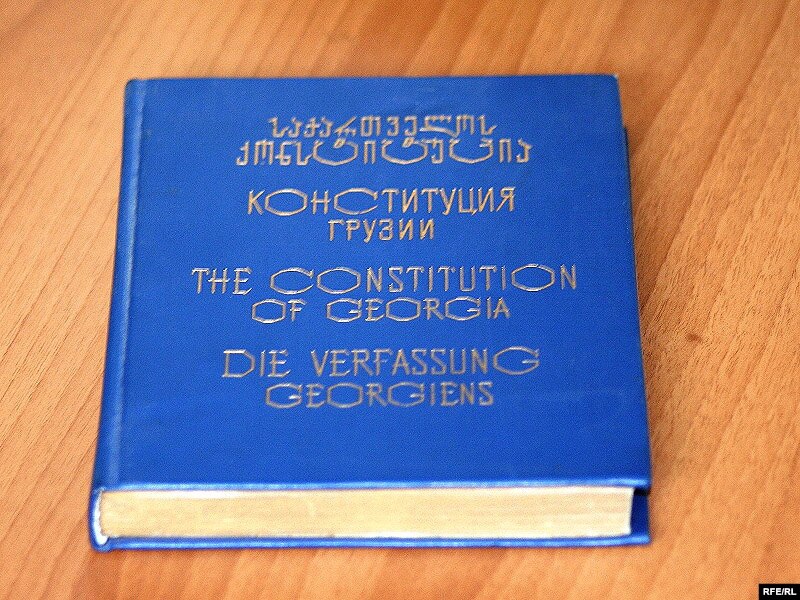 საქართველოს
კონსტიტუცია
КОНСТИТУЦИЯ
ГРУЗИИ
THE CONSTITUTION
OF GEORGIA
DIE VERFASSUNG
GEORGIENS
RFE/RL